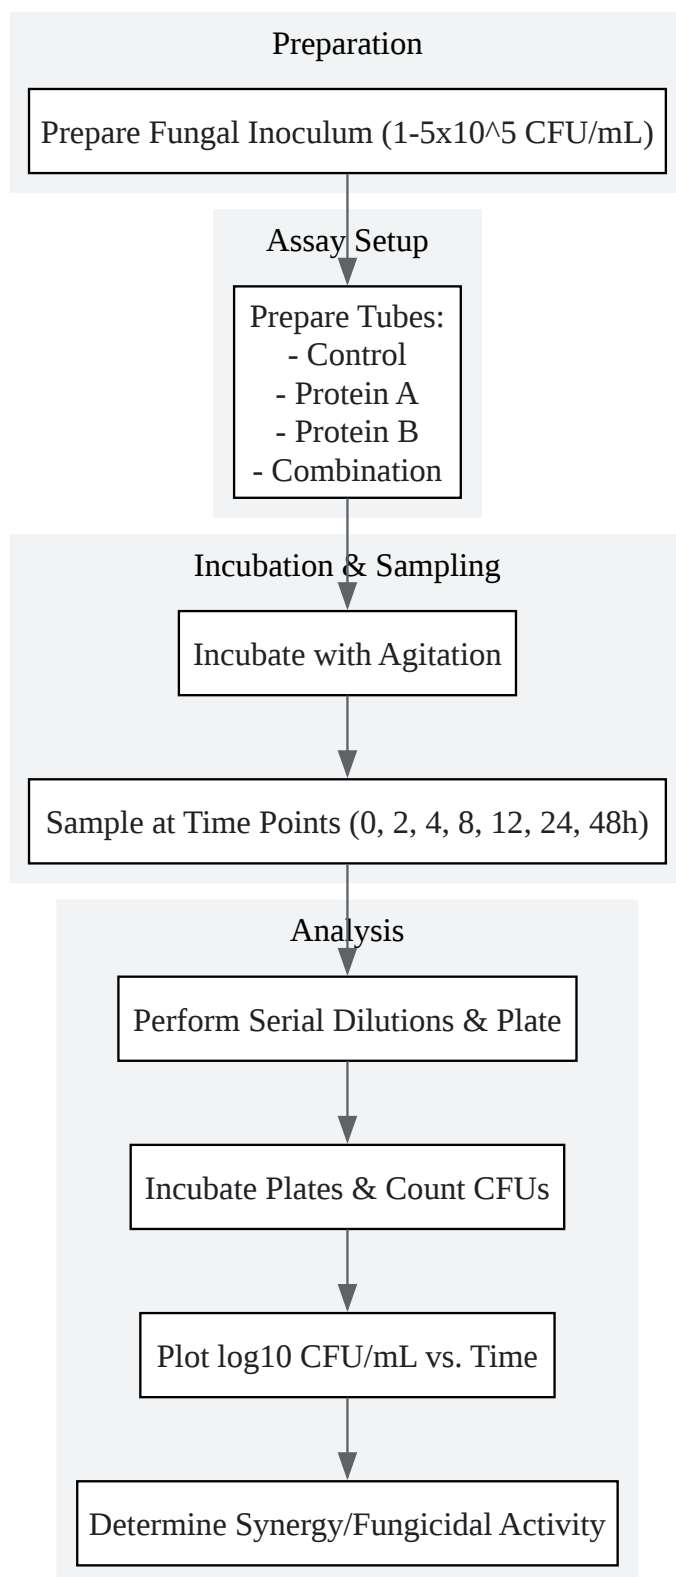 Preparation
Prepare Fungal Inoculum (1-5x10^5 CFU/mL)
Assay Setup
Prepare Tubes:
- Control
- Protein A
- Protein B
- Combination
Incubation & Sampling
Incubate with Agitation
Sample at Time Points (0, 2, 4, 8, 12, 24, 48h)
Analysis
Perform Serial Dilutions & Plate
Incubate Plates & Count CFUs
Plot log10 CFU/mL vs. Time
Determine Synergy/Fungicidal Activity